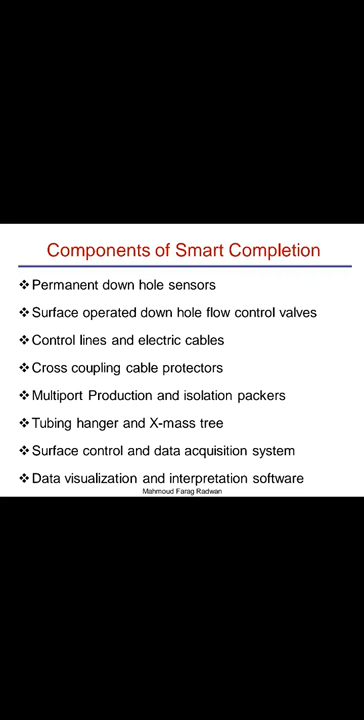 Components of Smart Completion
❖Permanent down hole sensors
❖Surface operated down hole flow control valves
❖Control lines and electric cables
❖Cross coupling cable protectors
❖Multiport Production and isolation packers
❖Tubing hanger and X-mass tree
❖Surface control and data acquisition system
❖Data visualization and interpretation software
Mahmoud Farag Radwan